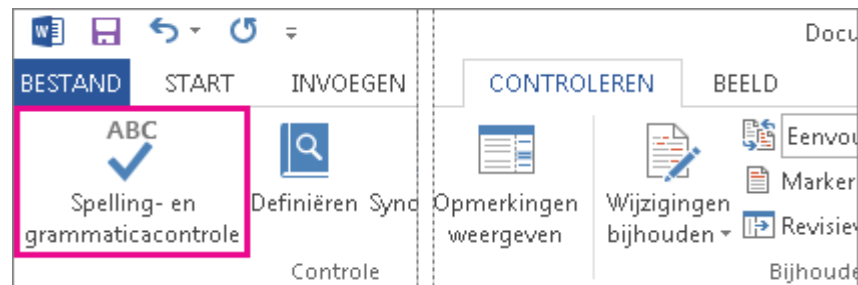 Docu
BESTAND START INVOEGEN CONTROLEREN BEELD
ABC
Spelling- en
grammaticacontrole
Definiëren Sync
Opmerkingen
weergeven
Wijzigingen
bijhouden
Eenvou
Marker
Revisiev
Controle
Bijhoude